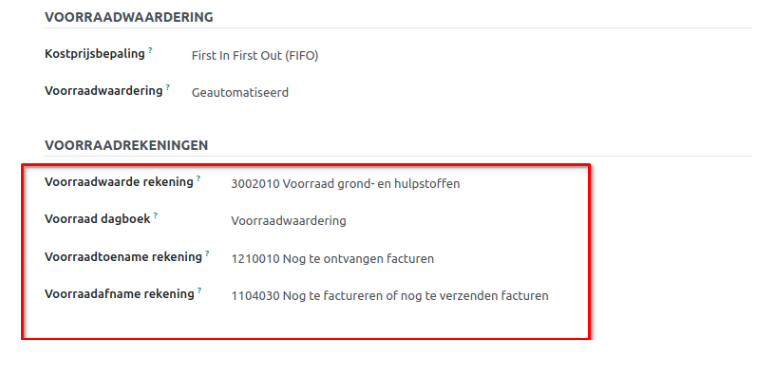 VOORRAADWAARDERING
Kostprijsbepaling ? First In First Out (FIFO)
Voorraadwaardering ? Geautomatiseerd
VOORRAADREKENINGEN
Voorraadwaarde rekening ? 3002010 Voorraad grond- en hulpstoffen
Voorraad dagboek ? Voorraadwaardering
Voorraadtoename rekening ? 1210010 Nog te ontvangen facturen
Voorraadafname rekening ? 1104030 Nog te factureren of nog te verzenden facturen